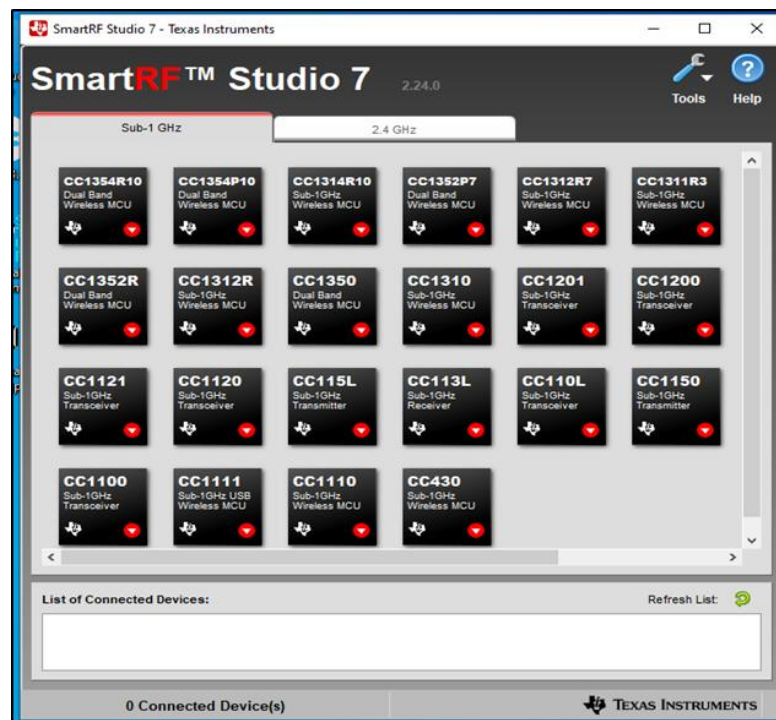 SmartRF Studio 7 - Texas Instruments
SmartRF™ Studio 7 2.24.0
Tools Help
Sub-1 GHz 2.4 GHz
CC1354R10
Dual Band
Wireless MCU
CC1354P10
Dual Band
Wireless MCU
CC1314R10
Sub-1GHz
Wireless MCU
CC1352P7
Dual Band
Wireless MCU
CC1312R7
Sub-1GHz
Wireless MCU
CC1311R3
Sub-1GHz
Wireless MCU
CC1352R
Dual Band
Wireless MCU
CC1312R
Sub-1GHz
Wireless MCU
CC1350
Dual Band
Wireless MCU
CC1310
Sub-1GHz
Wireless MCU
CC1201
Sub-1GHz
Transceiver
CC1200
Sub-1GHz
Transceiver
CC1121
Sub-1GHz
Transceiver
CC1120
Sub-1GHz
Transceiver
CC115L
Sub-1GHz
Transmitter
CC113L
Sub-1GHz
Receiver
CC110L
Sub-1GHz
Transceiver
CC1150
Sub-1GHz
Transmitter
CC1100
Sub-1GHz
Transceiver
CC1111
Sub-1GHz USB
Wireless MCU
CC1110
Sub-1GHz
Wireless MCU
CC430
Sub-1GHz
Wireless MCU
List of Connected Devices: Refresh List:
0 Connected Device(s) TEXAS INSTRUMENTS